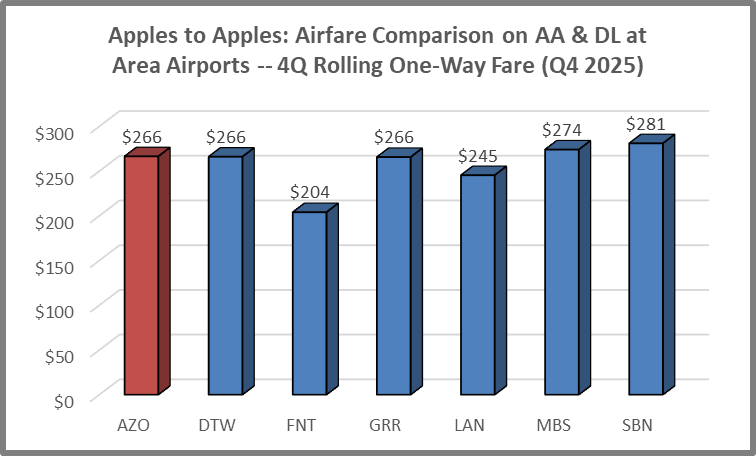 Apples to Apples: Airfare Comparison on AA & DL at
Area Airports -- 4Q Rolling One-Way Fare (Q4 2025)
$300
$250
$200
$150
$100
$50
$0
$266
$266
$204
$266
$245
$274
$281
AZO
DTW
FNT
GRR
LAN
MBS
SBN